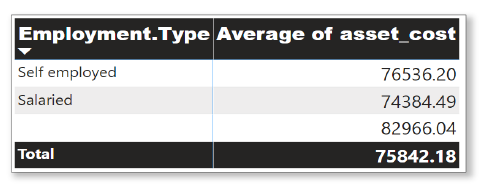 Employment.Type Average of asset_cost
Self employed 76536.20
Salaried 74384.49
82966.04
Total 75842.18